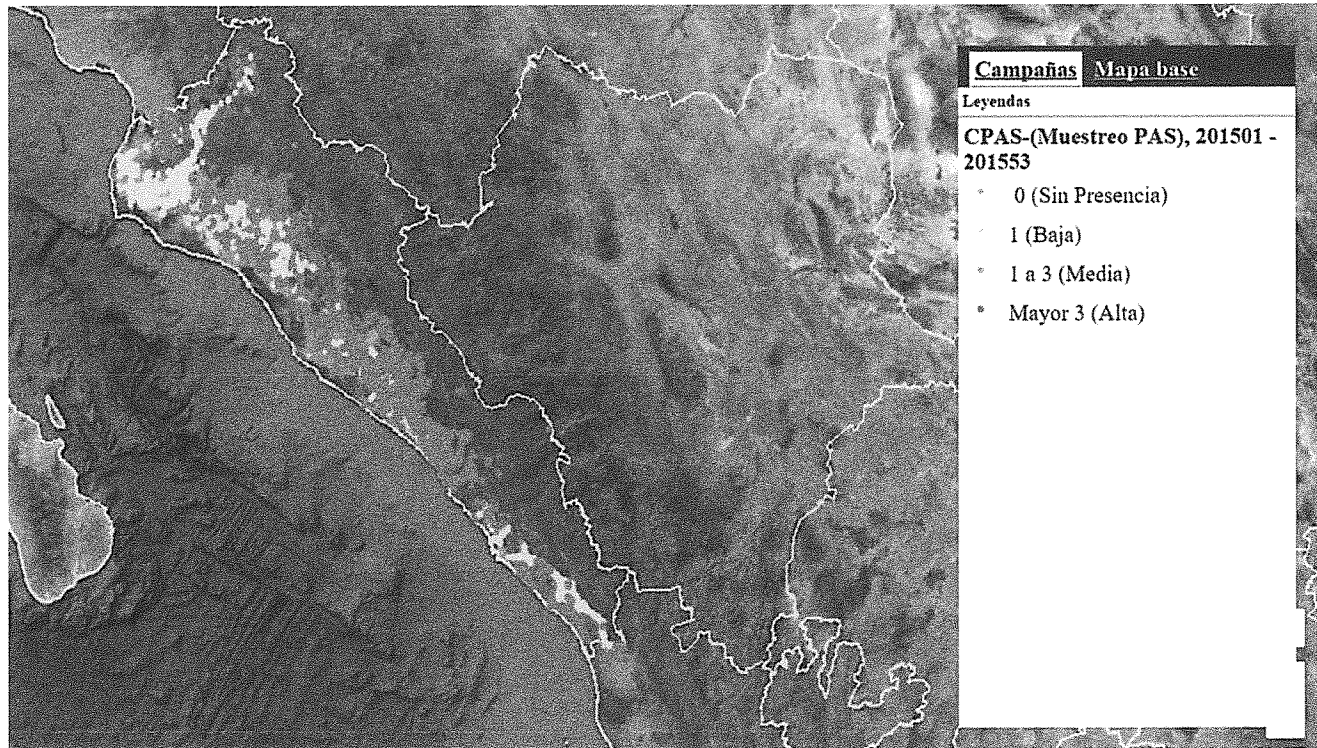 Campañas Mapa base
Leyendas
CPAS-(Muestreo PAS), 201501 -
201553
0 (Sin Presencia)
1 (Baja)
1 a 3 (Media)
Mayor 3 (Alta)